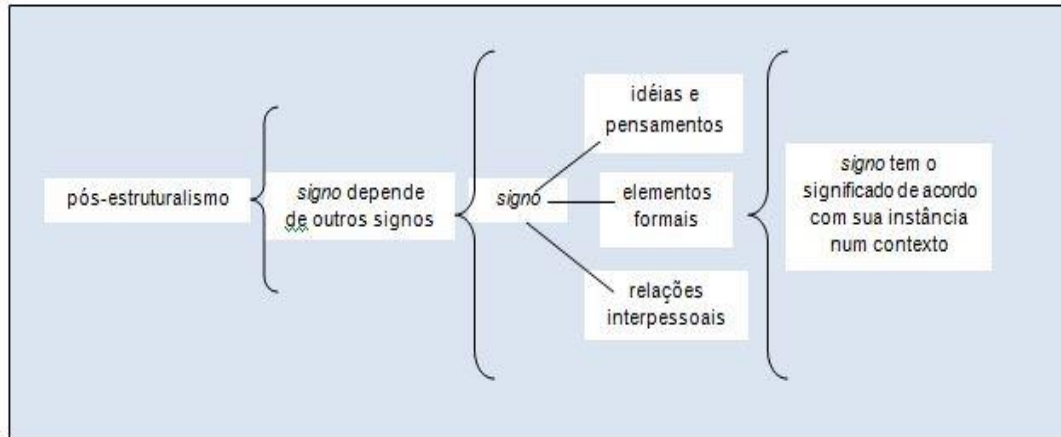 pós-estruturalismo
signo depende
de outros signos
signo
idéias e
pensamentos
elementos
formais
relações
interpessoais
signo tem o
significado de acordo
com sua instância
num contexto